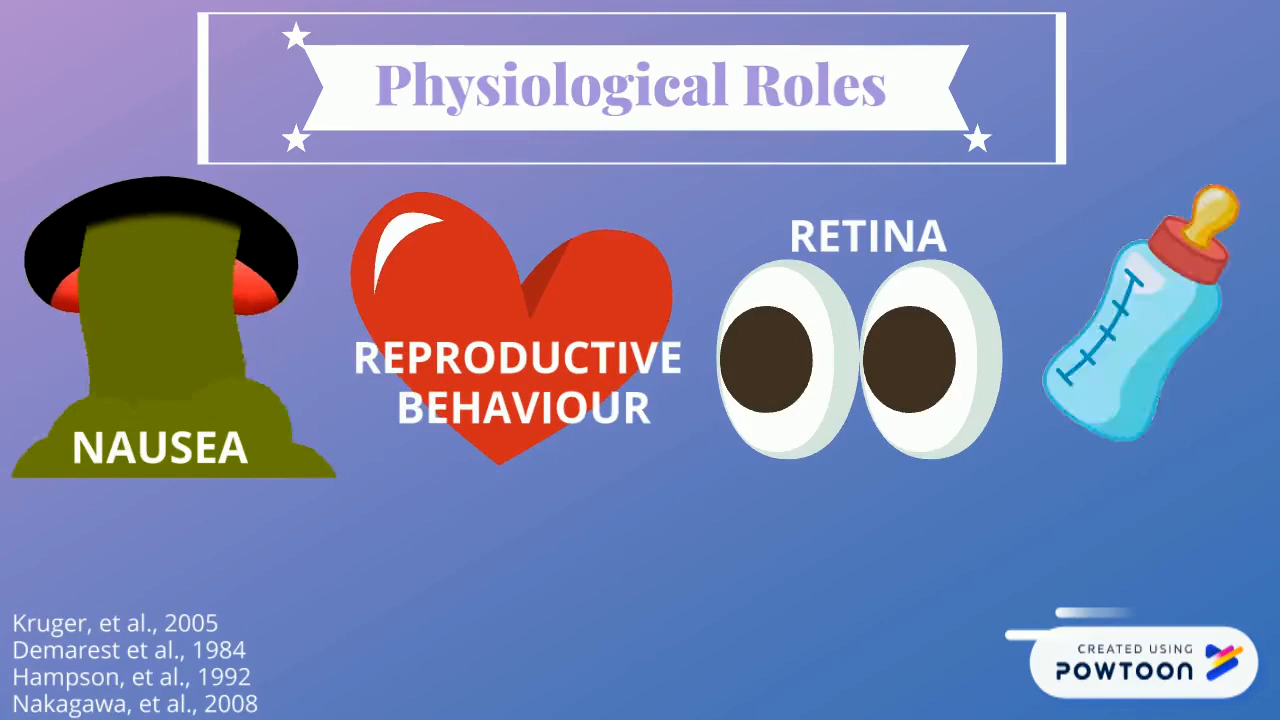 Physiological Roles
RETINA
REPRODUCTIVE
BEHAVIOUR
NAUSEA
Kruger, et al., 2005
Demarest et al., 1984
Hampson, et al., 1992
Nakagawa, et al., 2008
CREATED USING
POWTOON